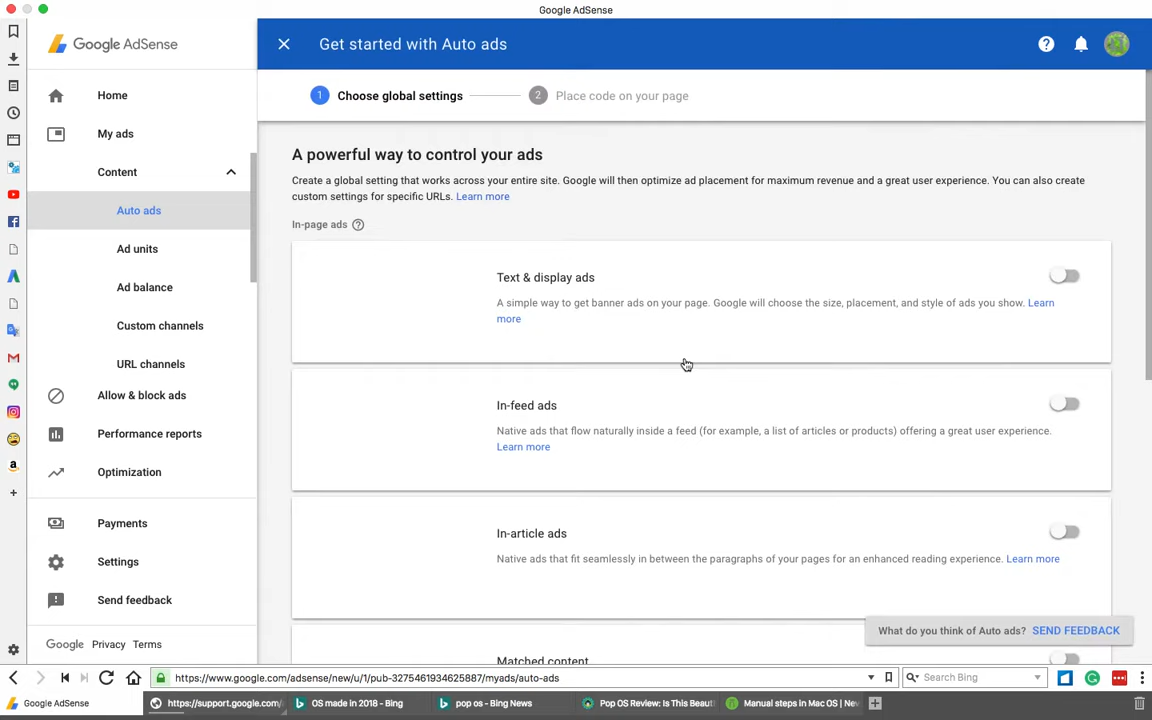 Google AdSense
Google AdSense
Get started with Auto ads
1 Choose global settings
2 Place code on your page
Home
My ads
Content
Auto ads
Ad units
Ad balance
Custom channels
URL channels
Allow & block ads
Performance reports
Optimization
Payments
Settings
Send feedback
Google Privacy Terms
A powerful way to control your ads
Create a global setting that works across your entire site. Google will then optimize ad placement for maximum revenue and a great user experience. You can also create
custom settings for specific URLs. Learn more
In-page ads
Text & display ads
A simple way to get banner ads on your page. Google will choose the size, placement, and style of ads you show. Learn
more
In-feed ads
Native ads that flow naturally inside a feed (for example, a list of articles or products) offering a great user experience.
Learn more
In-article ads
Native ads that fit seamlessly in between the paragraphs of your pages for an enhanced reading experience. Learn more
What do you think of Auto ads? SEND FEEDBACK
Matched content
https://www.google.com/adsense/new/u/1/pub-3275461934625887/myads/auto-ads
Search Bing
Google AdSense
https://support.google.com/
OS made in 2018 - Bing
pop os - Bing News
Pop OS Review: Is This Beaut
Manual steps in Mac OS | Nev